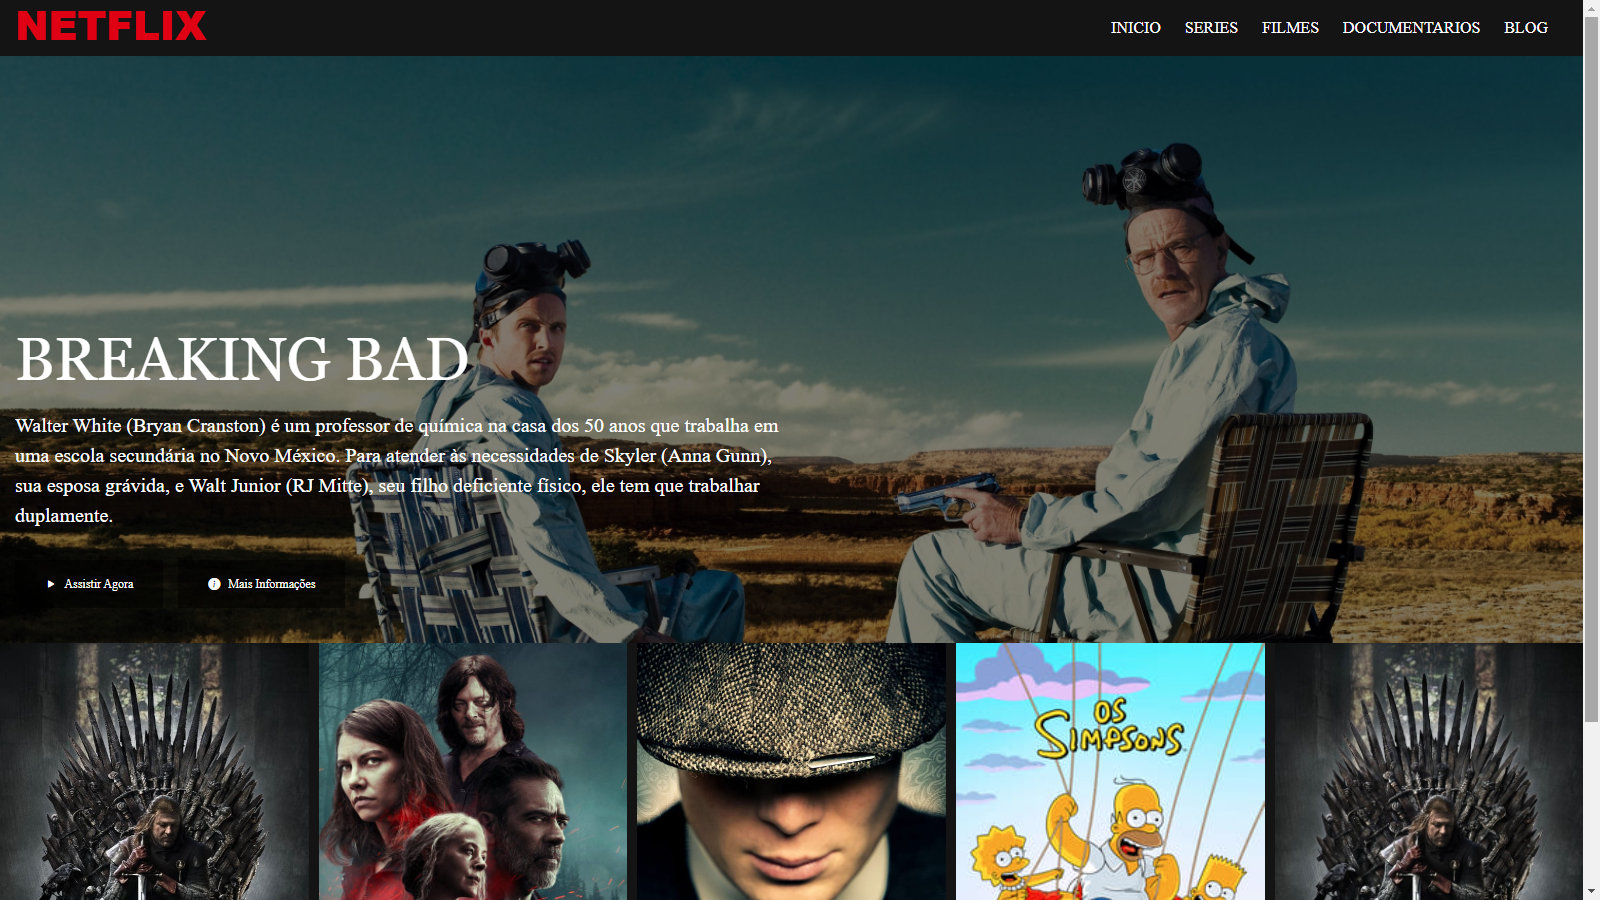 NETFLIX
INICIO SERIES FILMES DOCUMENTARIOS BLOG
BREAKING BAD
Walter White (Bryan Cranston) é um professor de química na casa dos 50 anos que trabalha em
uma escola secundária no Novo México. Para atender às necessidades de Skyler (Anna Gunn),
sua esposa grávida, e Walt Junior (RJ Mitte), seu filho deficiente físico, ele tem que trabalhar
duplamente.
Assistir Agora
Mais Informações
OS
SIMPSONS